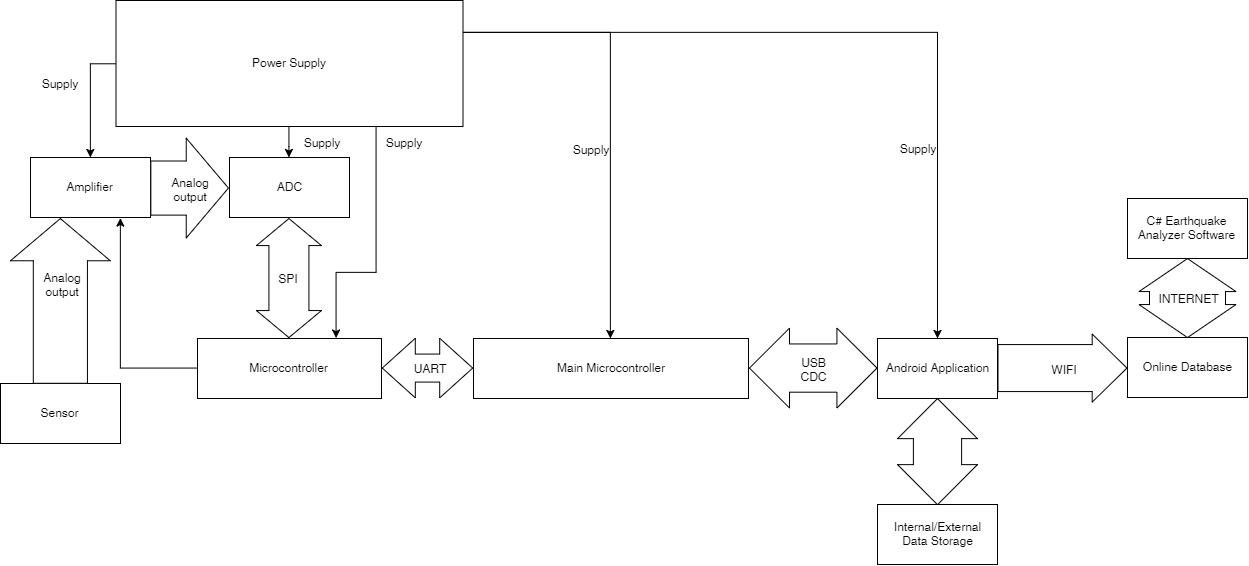 Power Supply
Supply
Supply
Supply
Supply
Supply
Amplifier
Analog
output
ADC
C# Earthquake
Analyzer Software
Analog
output
SPI
INTERNET
Microcontroller
UART
Main Microcontroller
USB
CDC
Android Application
WIFI
Online Database
Sensor
Internal/External
Data Storage